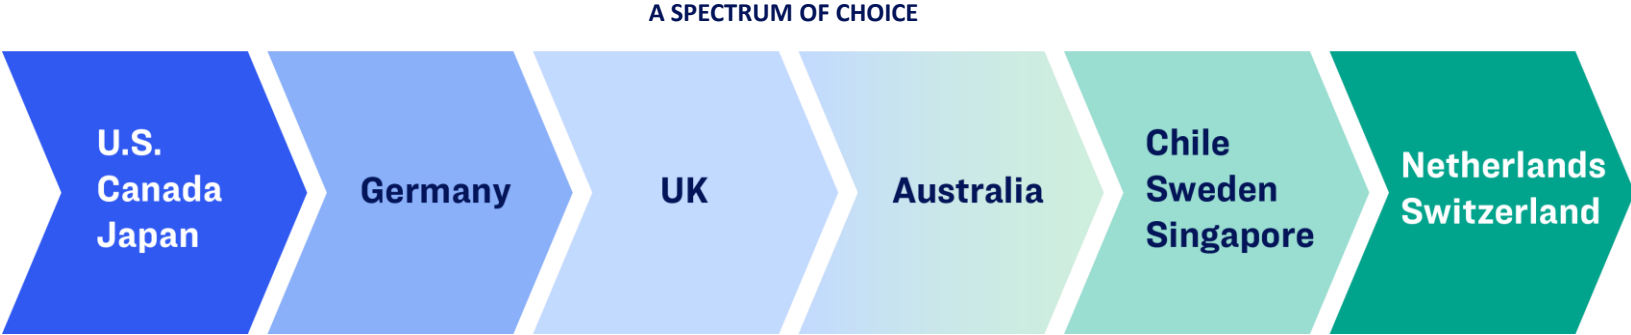 A SPECTRUM OF CHOICE
U.S.
Canada
Japan
Germany
UK
Australia
Chile
Sweden
Singapore
Netherlands
Switzerland